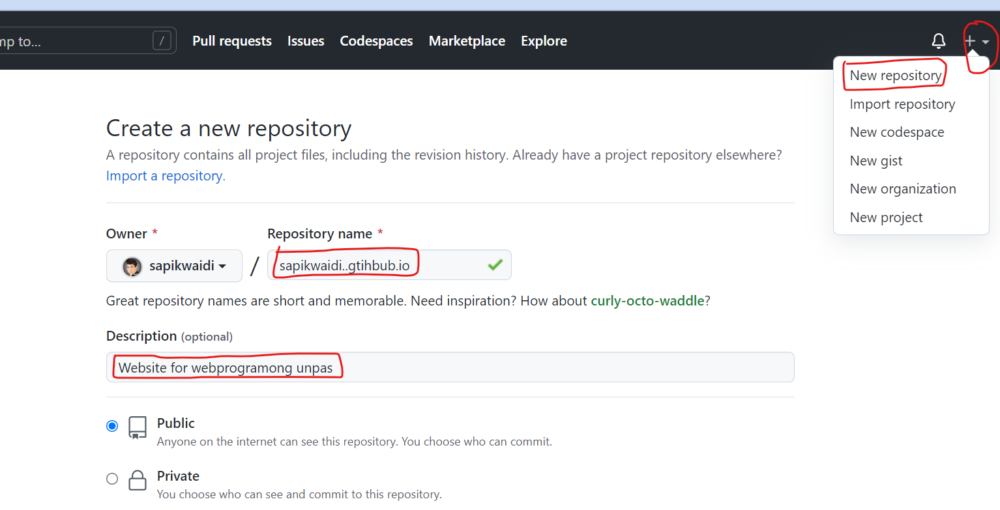 mp to... /
Pull requests Issues Codespaces Marketplace Explore
New repository
Import repository
New codespace
New gist
New organization
New project
Create a new repository
A repository contains all project files, including the revision history. Already have a project repository elsewhere?
Import a repository.
Owner * Repository name *
sapikwaidi / sapikwaidi..gtihbub.io
Great repository names are short and memorable. Need inspiration? How about curly-octo-waddle?
Description (optional)
Website for webprogramong unpas
Public
Anyone on the internet can see this repository. You choose who can commit.
Private
You choose who can see and commit to this repository.